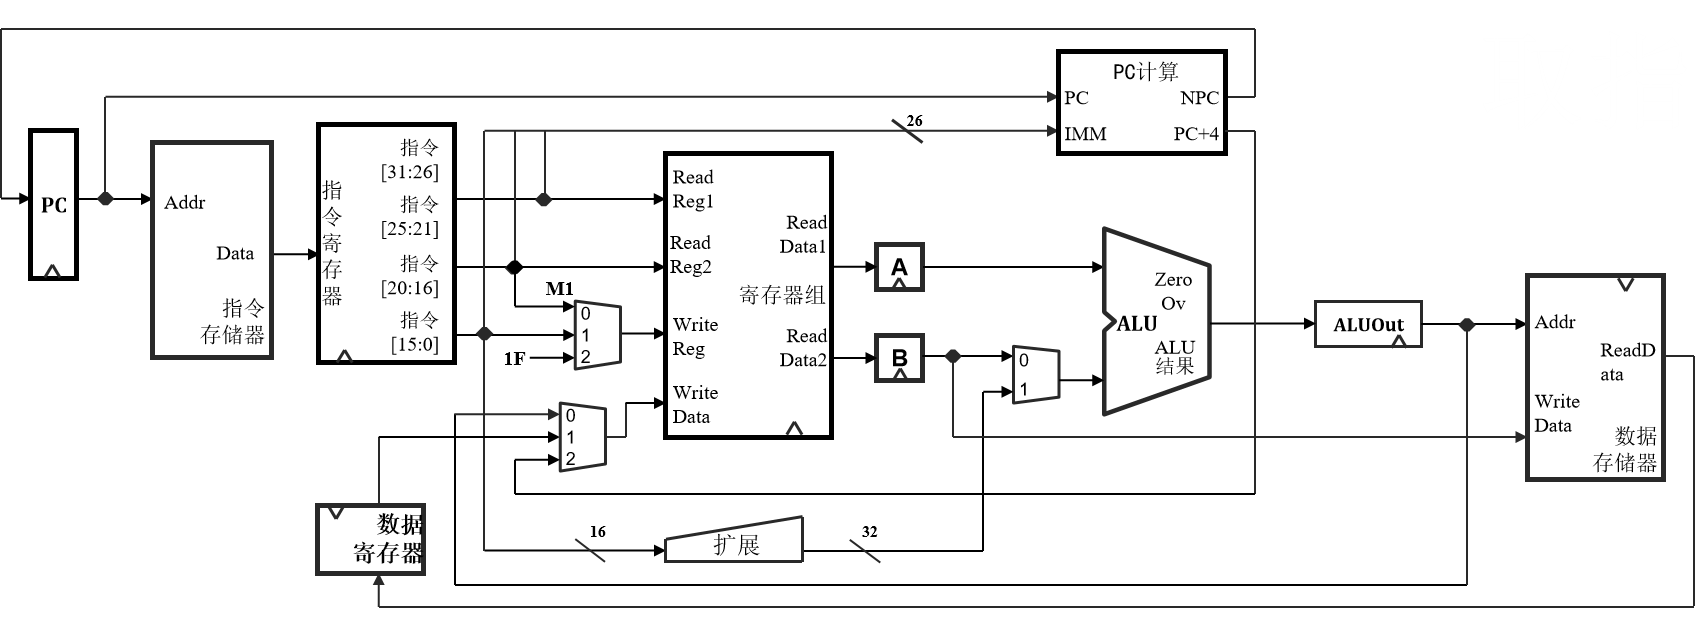 PC计算
PC
NPC
IMM
PC+4
26
PC
Addr
Data
指令
存储器
指
令
寄
存
器
指令
[31:26]
指令
[25:21]
指令
[20:16]
指令
[15:0]
M1
0
1
2
1F
Read
Reg1
Read
Reg2
Write
Reg
Write
Data
Read
Data1
寄存器组
Read
Data2
0
1
2
A
B
0
1
Zero
Ov
ALU
ALU
结果
ALUOut
Addr
ReadD
ata
Write
Data
数据
存储器
数据
寄存器
16
扩展
32